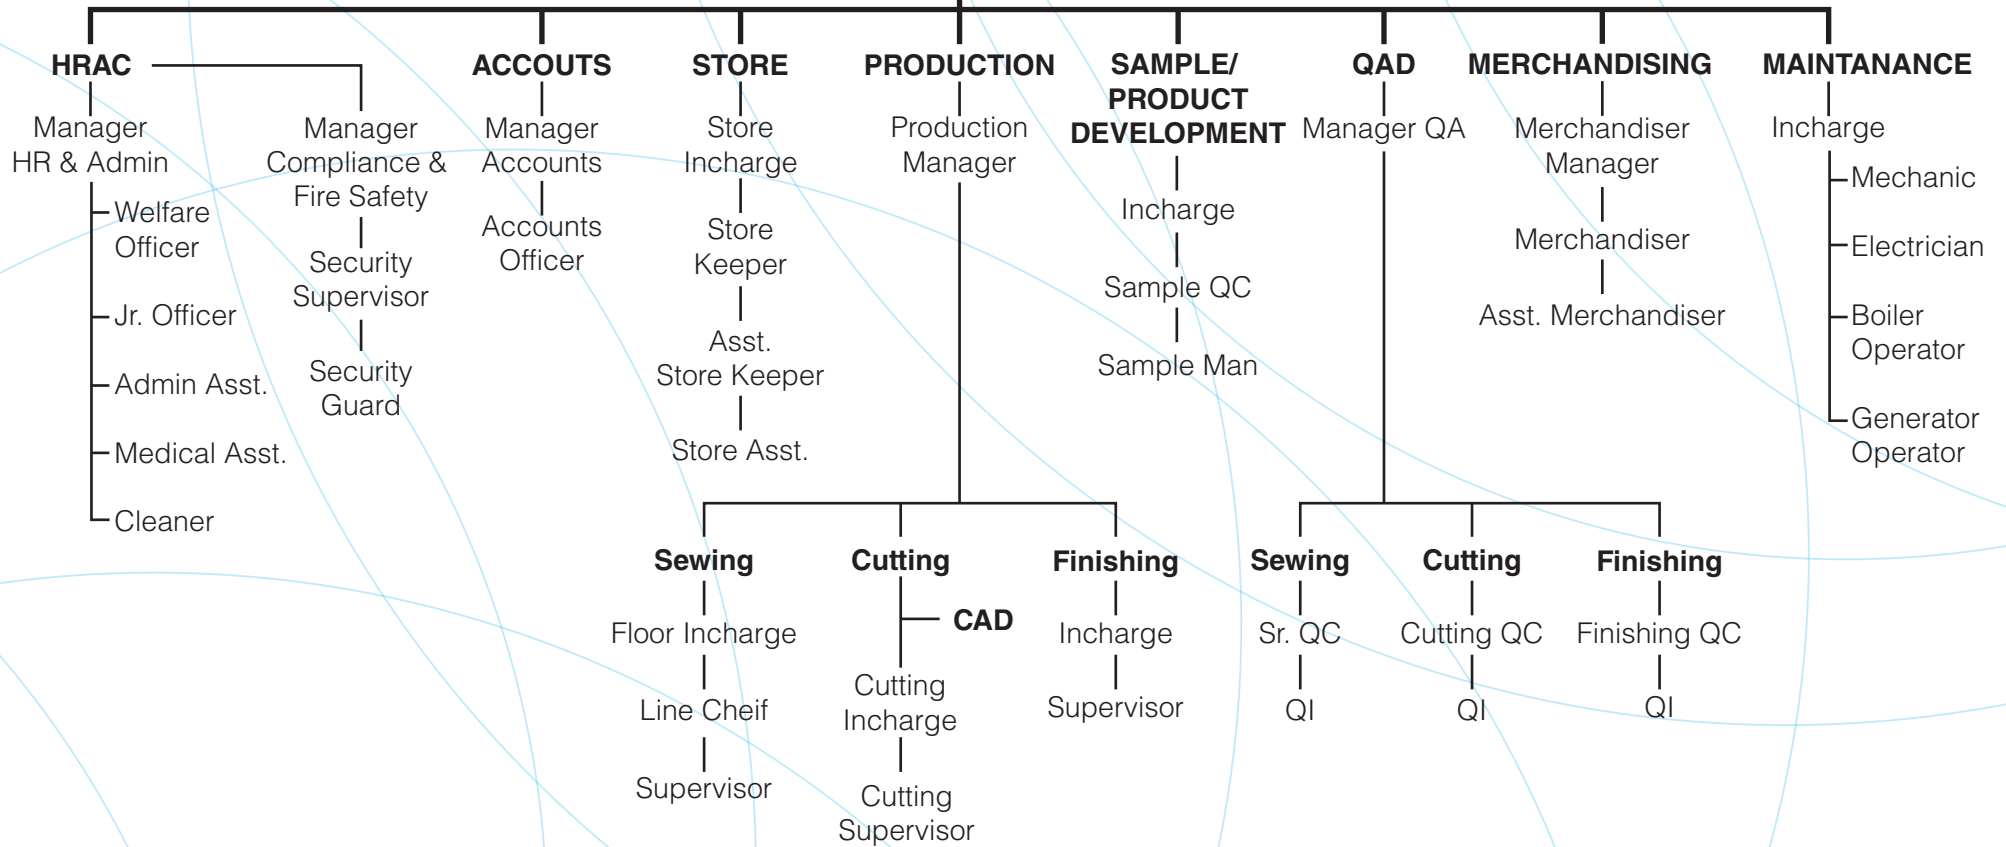 HRAC
Manager
HR & Admin
Welfare
Officer
Jr. Officer
Admin Asst.
Medical Asst.
Cleaner
Manager
Compliance &
Fire Safety
Security
Supervisor
Security
Guard
ACCOUTS
Manager
Accounts
Accounts
Officer
STORE
Store
Incharge
Store
Keeper
Asst.
Store Keeper
Store Asst.
PRODUCTION
Production
Manager
Sewing
Floor Incharge
Line Cheif
Supervisor
Cutting
CAD
Cutting
Incharge
Cutting
Supervisor
Finishing
Incharge
Supervisor
SAMPLE/
PRODUCT
DEVELOPMENT
Incharge
Sample QC
Sample Man
QAD
Manager QA
Sewing
Sr. QC
QI
Cutting
Cutting QC
QI
Finishing
Finishing QC
QI
MERCHANDISING
Merchandiser
Manager
Merchandiser
Asst. Merchandiser
MAINTANANCE
Incharge
Mechanic
Electrician
Boiler
Operator
Generator
Operator